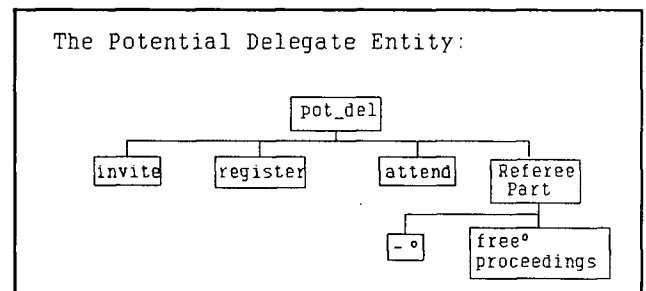 The Potential Delegate Entity:
pot_del
invite register attend Referee
Part
- o free o
proceedings